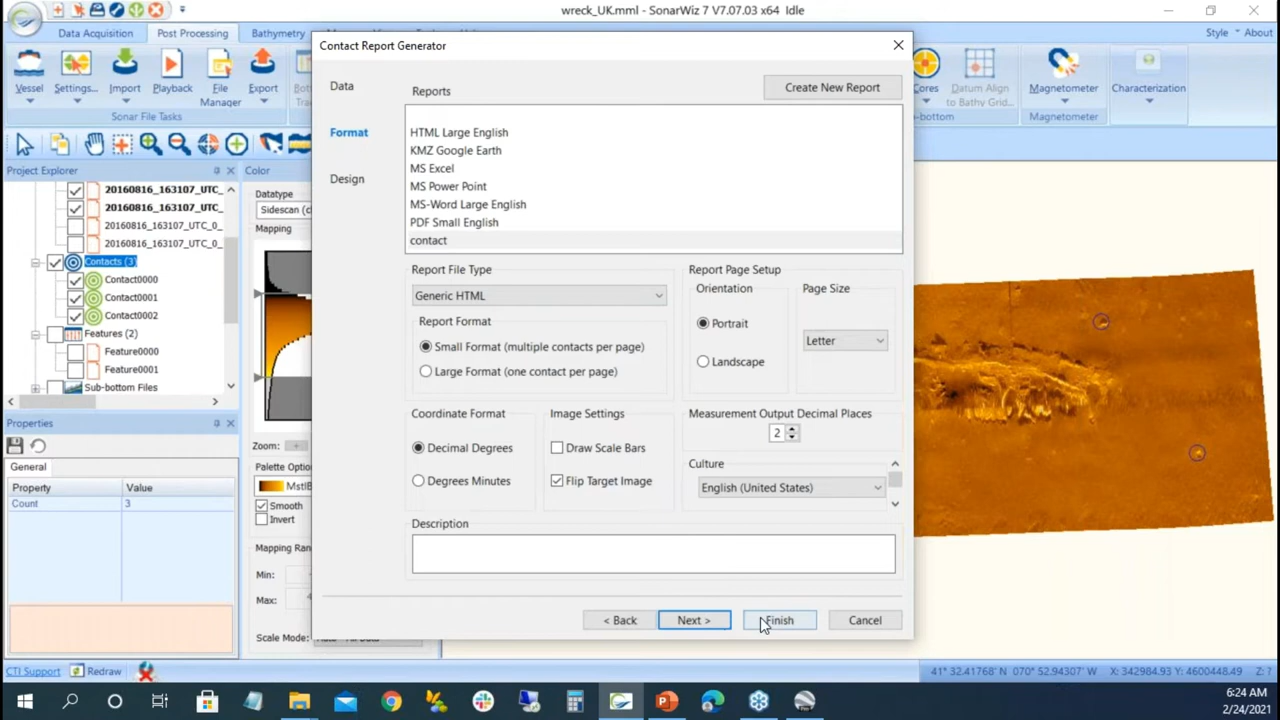 wreck_UK.mml - SonarWiz 7 V7.07.03 x64 Idle
Data Acquisition
Post Processing
Bathymetry
Style
About
Vessel
Settings...
Import
Playback
File
Manager
Export
Sonar File Tasks
Cores
Datum Align
to Bathy Grid...
Magnetometer
Characterization
Magnetometer
Project Explorer
20160816_163107_UTC_
20160816_163107_UTC_
20160816_163107_UTC_0_
20160816_163107_UTC_0_
Contacts (3)
Contact0000
Contact0001
Contact0002
Features (2)
Feature0000
Feature0001
Sub-bottom Files
Properties
General
Property Value
Count 3
Color
Datatype
Sidescan (c
Mapping
Zoom:
Palette Optio
Smooth
Invert
Mapping Ran
Min:
Max:
Scale Mode:
Contact Report Generator
Data
Format
Design
Reports
Create New Report
HTML Large English
KMZ Google Earth
MS Excel
MS Power Point
MS-Word Large English
PDF Small English
contact
Report File Type
Generic HTML
Report Format
Small Format (multiple contacts per page)
Large Format (one contact per page)
Report Page Setup
Orientation
Portrait
Landscape
Page Size
Letter
Coordinate Format
Decimal Degrees
Degrees Minutes
Image Settings
Draw Scale Bars
Flip Target Image
Measurement Output Decimal Places
2
Culture
English (United States)
Description
< Back
Next >
Finish
Cancel
CTI Support
Redraw
41° 32.41768' N 070° 52.94307' W X: 342984.93 Y: 4600448.49 Z: ?
6:24 AM
2/24/2021